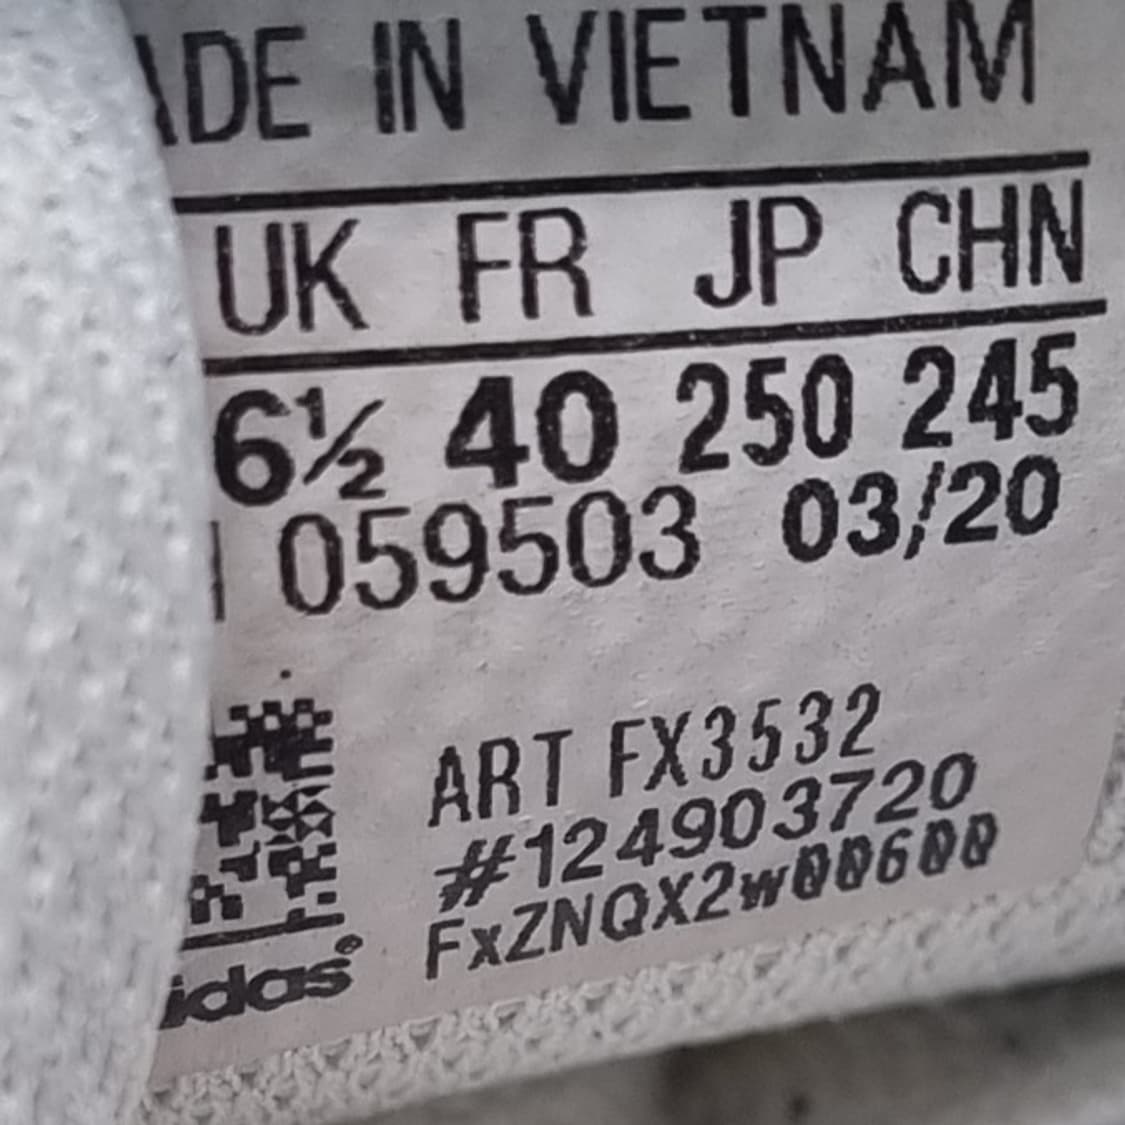 ADE IN VIETNAM
UK FR JP CHN
6½ 40 250 245
059503 03/20
ART FX3532
#124903720
FxZNQX2w00600
idas®